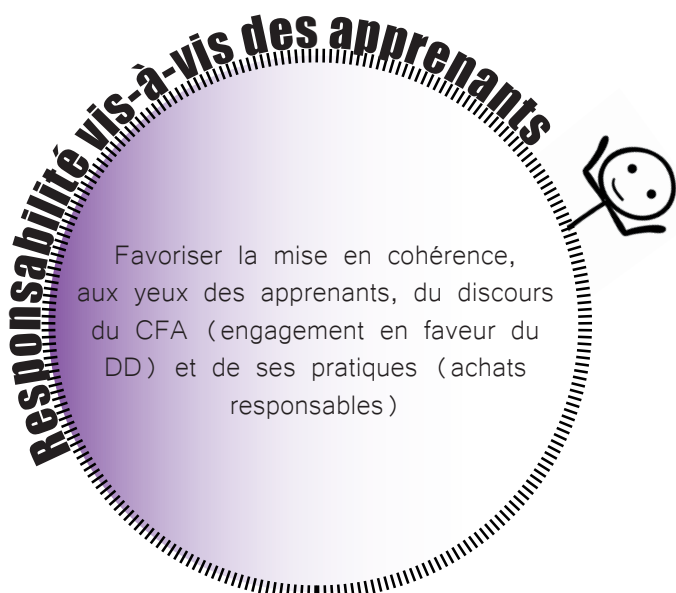 Responsabilité vis-à-vis des apprenants
Favoriser la mise en cohérence,
aux yeux des apprenants, du discours
du CFA (engagement en faveur du
DD) et de ses pratiques (achats
responsables)